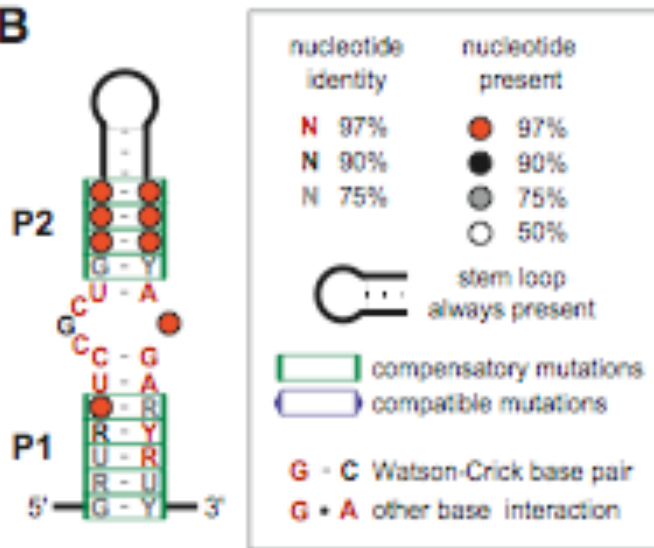 B
P2
G - Y
U - A
C
G
C
C - G
U - A
- R
R - Y
P1
U - R
R - U
5' G - Y 3'
nucleotide identity
N 97%
N 90%
N 75%
nucleotide present
97%
90%
75%
50%
stem loop
always present
compensatory mutations
compatible mutations
G - C Watson-Crick base pair
G • A other base interaction